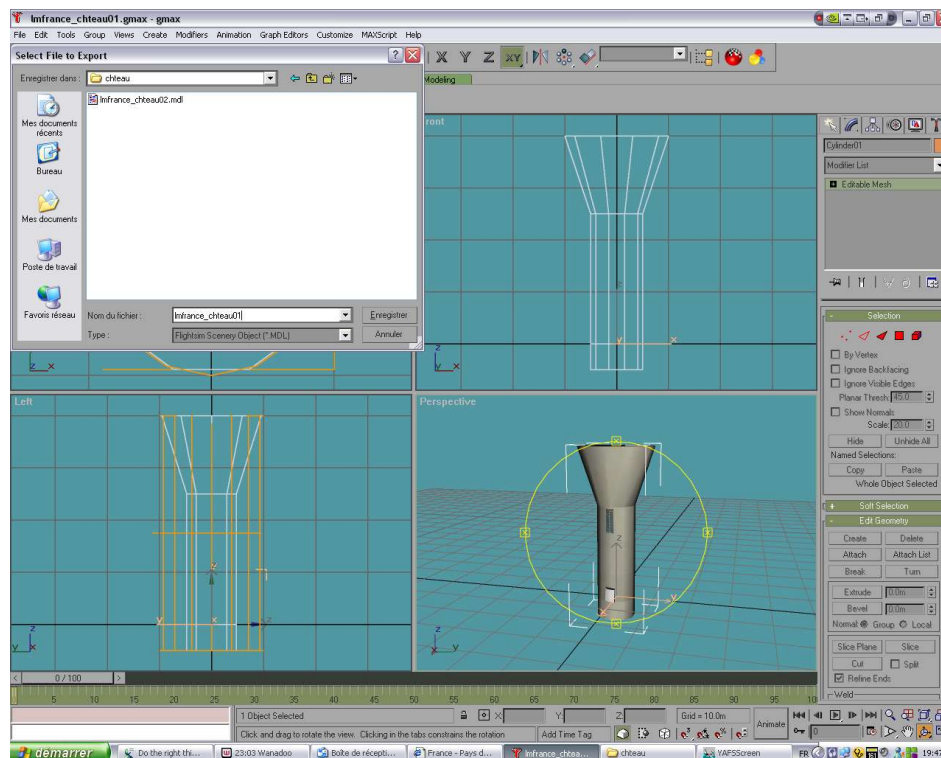 lmfrance_chteau01.gmax - gmax
File Edit Tools Group Views Create Modifiers Animation Graph Editors Customize MAXScript Help
Select File to Export
Enregistrer dans :
chteau
lmfrance_chteau02.mdl
Mes documents
récents
Bureau
Mes documents
Poste de travail
Favoris réseau
Nom du fichier :
lmfrance_chteau01
Enregistrer
Type :
Flightsim Scenery Object (*.MDL)
Annuler
X Y Z XY
Modeling
ront
Cylinder01
Modifier List
Editable Mesh
Selection
By Vertex
Ignore Backfacing
Ignore Visible Edges
Planar Thresh: 45.0
Show Normals
Scale: 20.0
Hide Unhide All
Named Selections:
Copy Paste
Whole Object Selected
Soft Selection
Edit Geometry
Create Delete
Attach Attach List
Break Turn
Extrude 0.0m
Bevel 0.0m
Normal: Group Local
Slice Plane Slice
Cut Split
Refine Ends
Weld
Left
Perspective
0 / 100
5 10 15 20 25 30 35 40 45 50 55 60 65 70 75 80 85 90 95 10
1 Object Selected
X: Y: Z:
Grid = 10.0m
Animate
Click and drag to rotate the view. Clicking in the tabs constrains the rotation
Add Time Tag
0
démarrer
Do the right thi...
23:03 Wanadoo
Boîte de récepti...
France - Pays d...
lmfrance_chtea...
chteau
YAFSScreen
FR
19:47